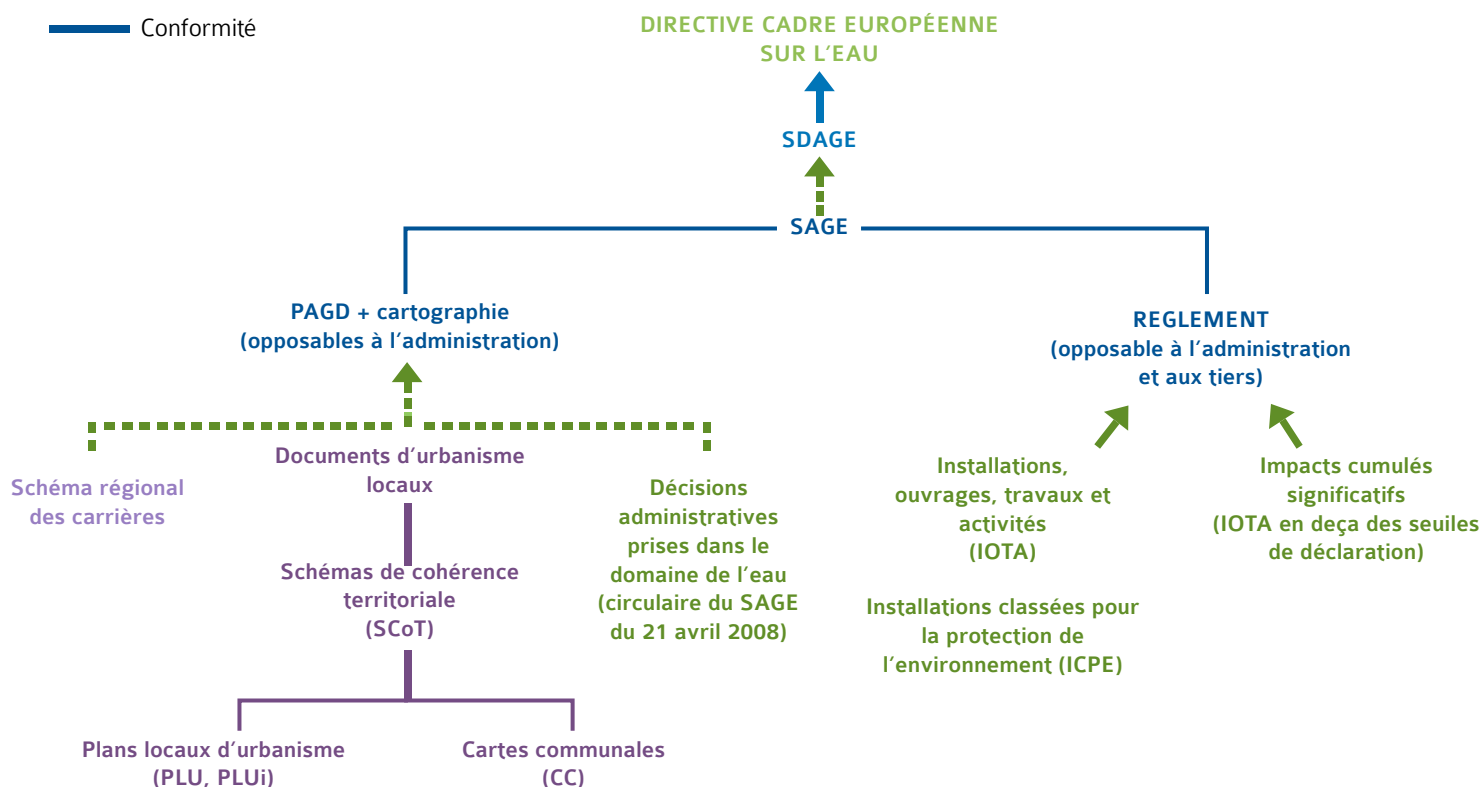 Conformité
DIRECTIVE CADRE EUROPÉENNE
SUR L'EAU
SDAGE
SAGE
PAGD + cartographie
(opposables à l'administration)
REGLEMENT
(opposable à l'administration
et aux tiers)
Schéma régional
des carrières
Documents d'urbanisme
locaux
Schémas de cohérence
territoriale
(SCoT)
Plans locaux d'urbanisme
(PLU, PLUi)
Cartes communales
(CC)
Décisions
administratives
prises dans le
domaine de l'eau
(circulaire du SAGE
du 21 avril 2008)
Installations,
ouvrages, travaux et
activités
(IOTA)
Installations classées pour
la protection de
l'environnement (ICPE)
Impacts cumulés
significatifs
(IOTA en deça des seuiles
de déclaration)